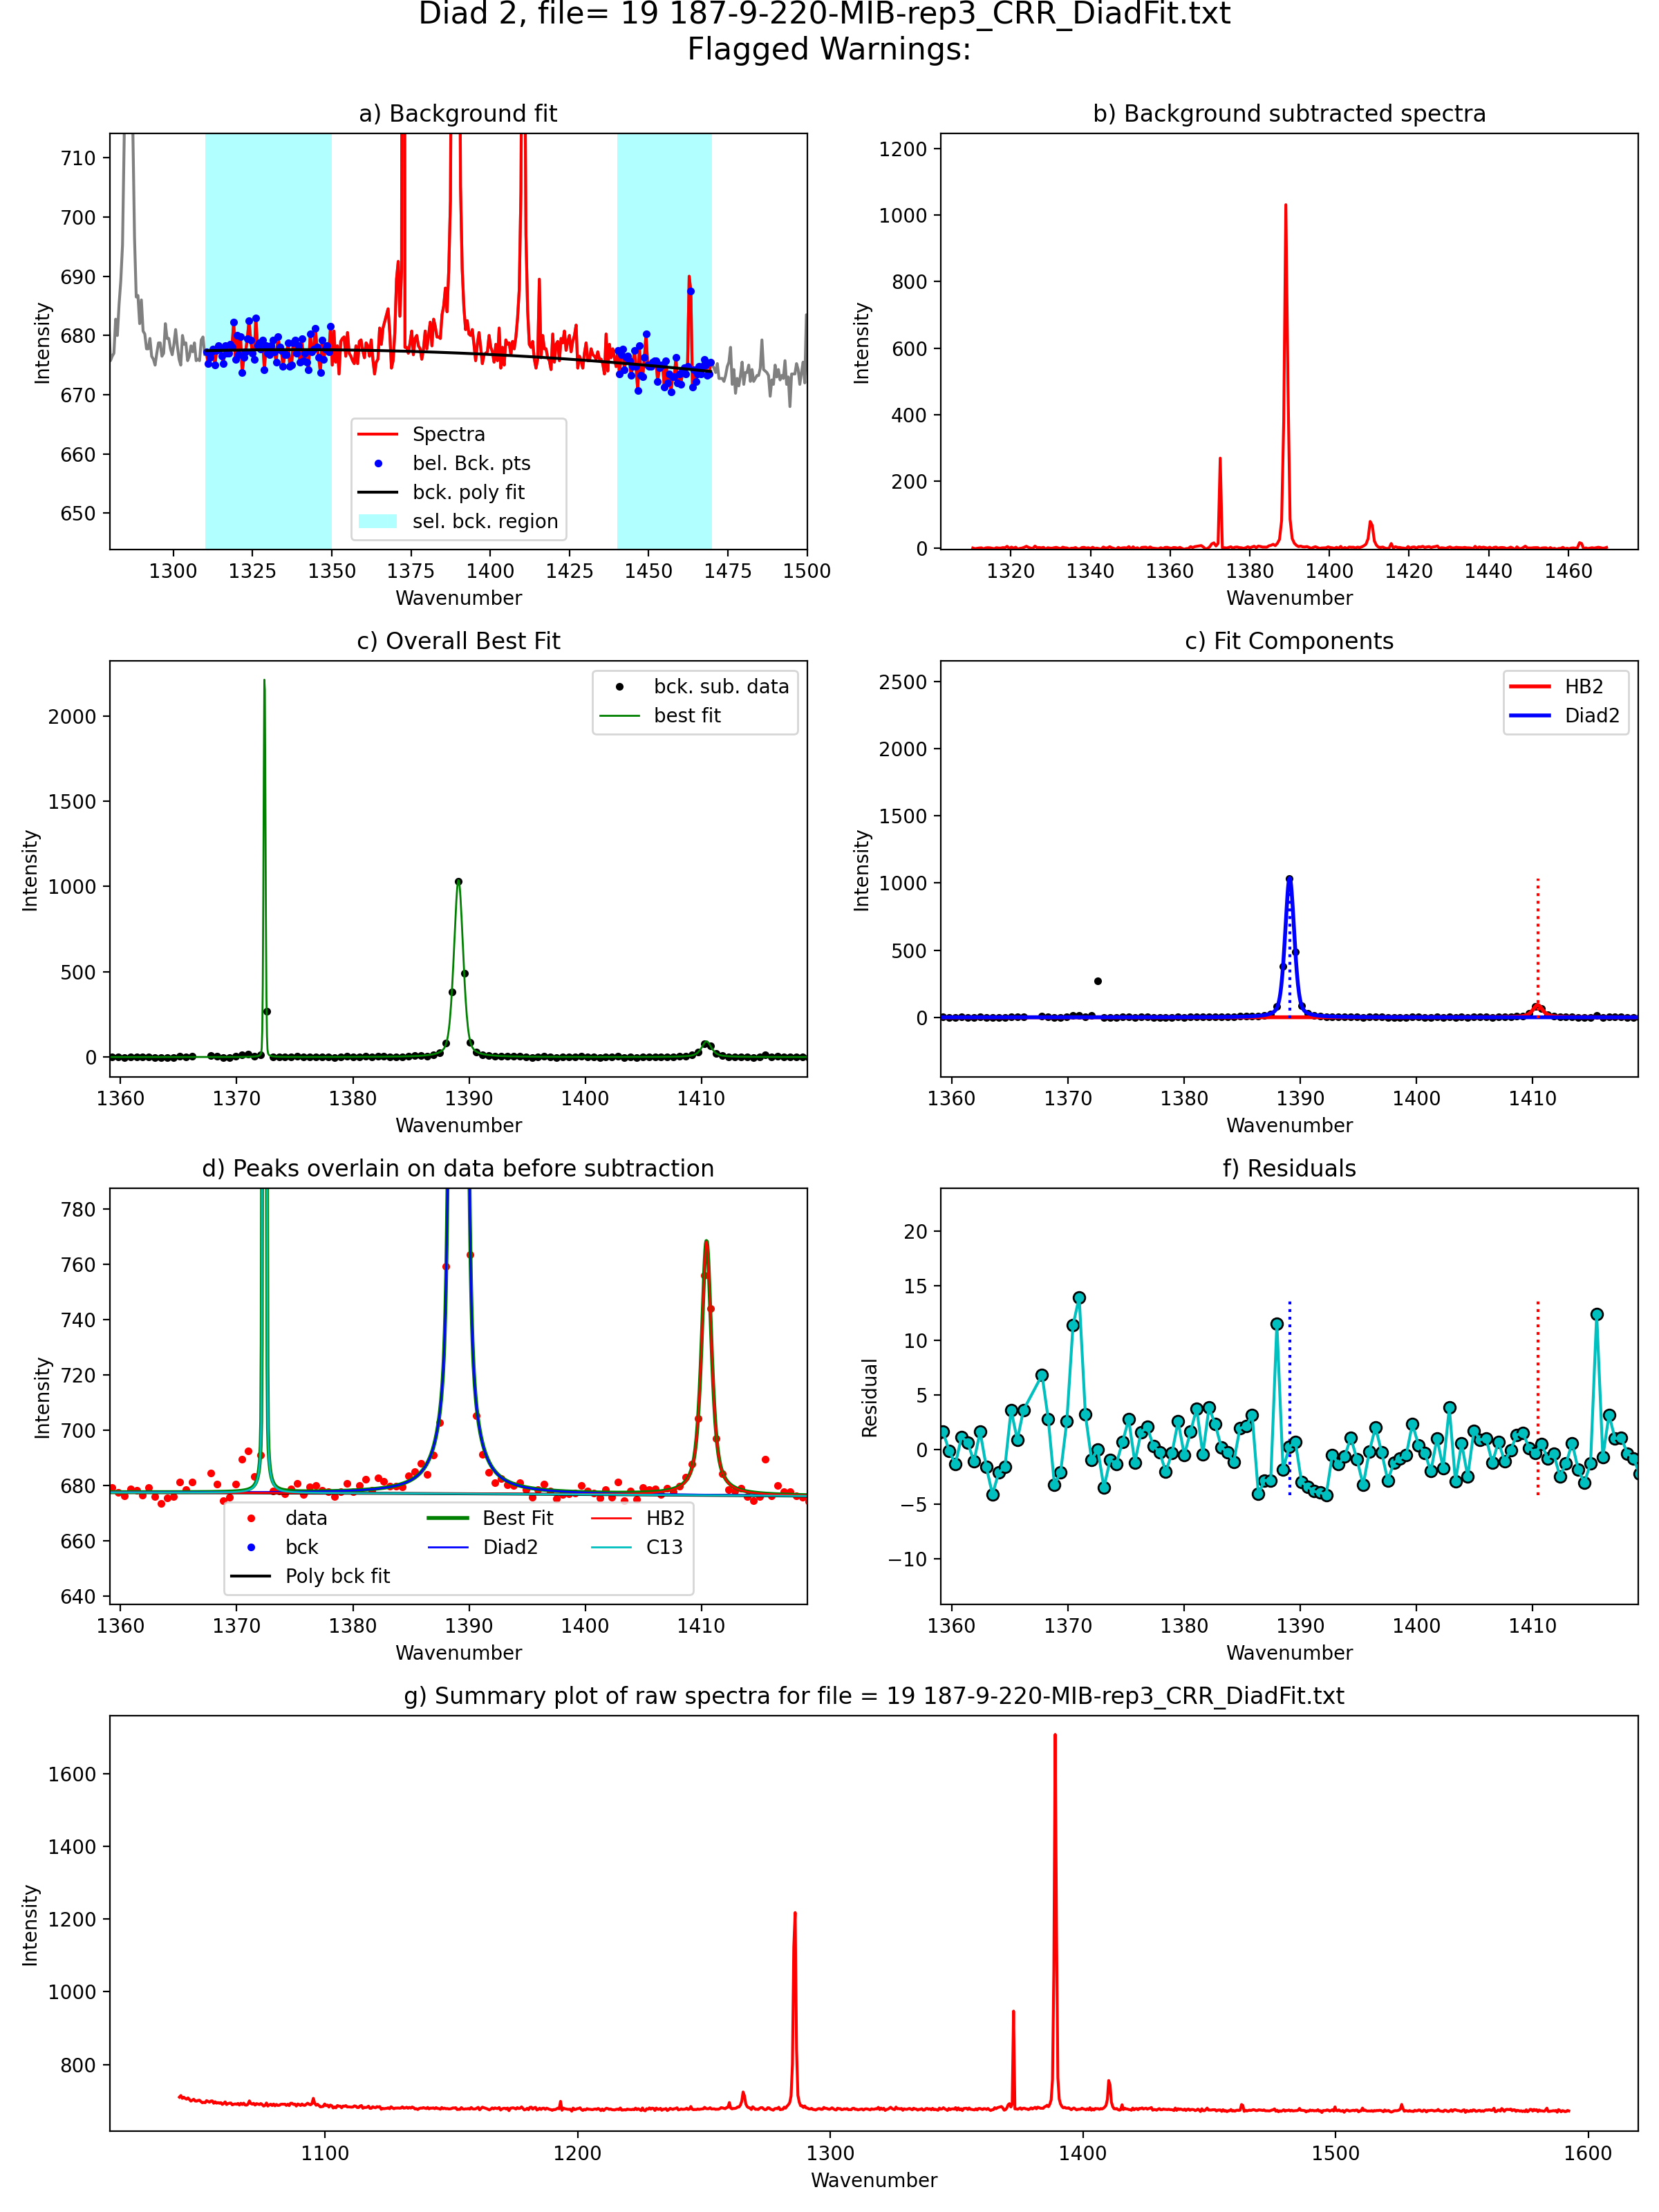 Diad 2, file= 19 187-9-220-MIB-rep3_CRR_DiadFit.txt
Flagged Warnings:
a) Background fit
710
700
690
680
670
660
650
Intensity
Spectra
bel. Bck. pts
bck. poly fit
sel. bck. region
1300 1325 1350 1375 1400 1425 1450 1475 1500
Wavenumber
b) Background subtracted spectra
1200
1000
800
600
400
200
0
Intensity
1320 1340 1360 1380 1400 1420 1440 1460
Wavenumber
c) Overall Best Fit
2000
1500
1000
500
0
Intensity
bck. sub. data
best fit
1360 1370 1380 1390 1400 1410
Wavenumber
c) Fit Components
2500
2000
1500
1000
500
0
Intensity
HB2
Diad2
1360 1370 1380 1390 1400 1410
Wavenumber
d) Peaks overlain on data before subtraction
780
760
740
720
700
680
660
640
Intensity
data
bck
Poly bck fit
Best Fit
Diad2
HB2
C13
1360 1370 1380 1390 1400 1410
Wavenumber
f) Residuals
20
15
10
5
0
−5
−10
Residual
1360 1370 1380 1390 1400 1410
Wavenumber
g) Summary plot of raw spectra for file = 19 187-9-220-MIB-rep3_CRR_DiadFit.txt
1600
1400
1200
1000
800
Intensity
1100 1200 1300 1400 1500 1600
Wavenumber